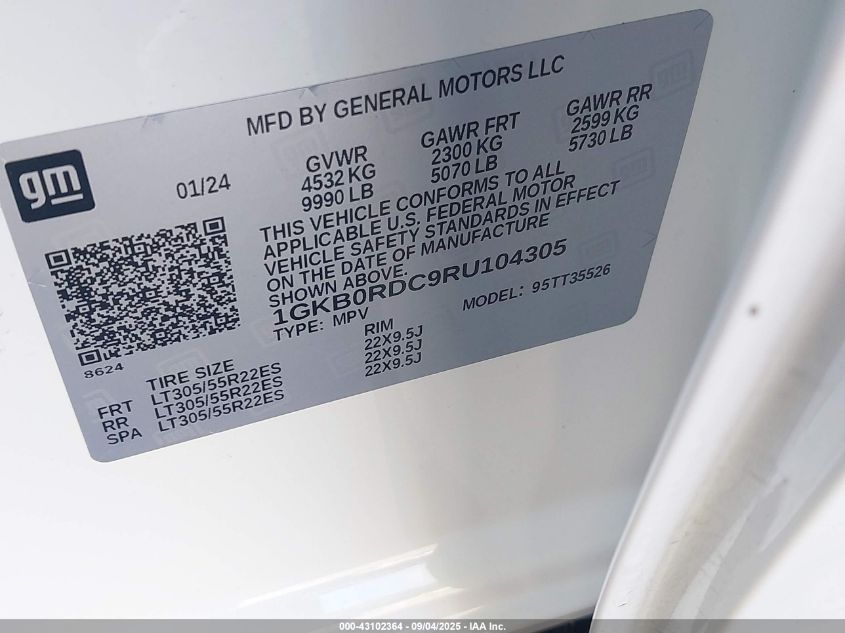 MFD BY GENERAL MOTORS LLC
gm
01/24
GVWR
4532 KG
9990 LB
GAWR FRT
2300 KG
5070 LB
GAWR RR
2599 KG
5730 LB
THIS VEHICLE CONFORMS TO ALL
APPLICABLE U.S. FEDERAL MOTOR
VEHICLE SAFETY STANDARDS IN EFFECT
ON THE DATE OF MANUFACTURE
SHOWN ABOVE.
1GKB0RDC9RU104305
TYPE: MPV
MODEL: 95TT35526
8624
TIRE SIZE
RIM
FRT LT305/55R22ES 22X9.5J
RR LT305/55R22ES 22X9.5J
SPA LT305/55R22ES 22X9.5J
000-43102364 - 09/04/2025 - IAA Inc.